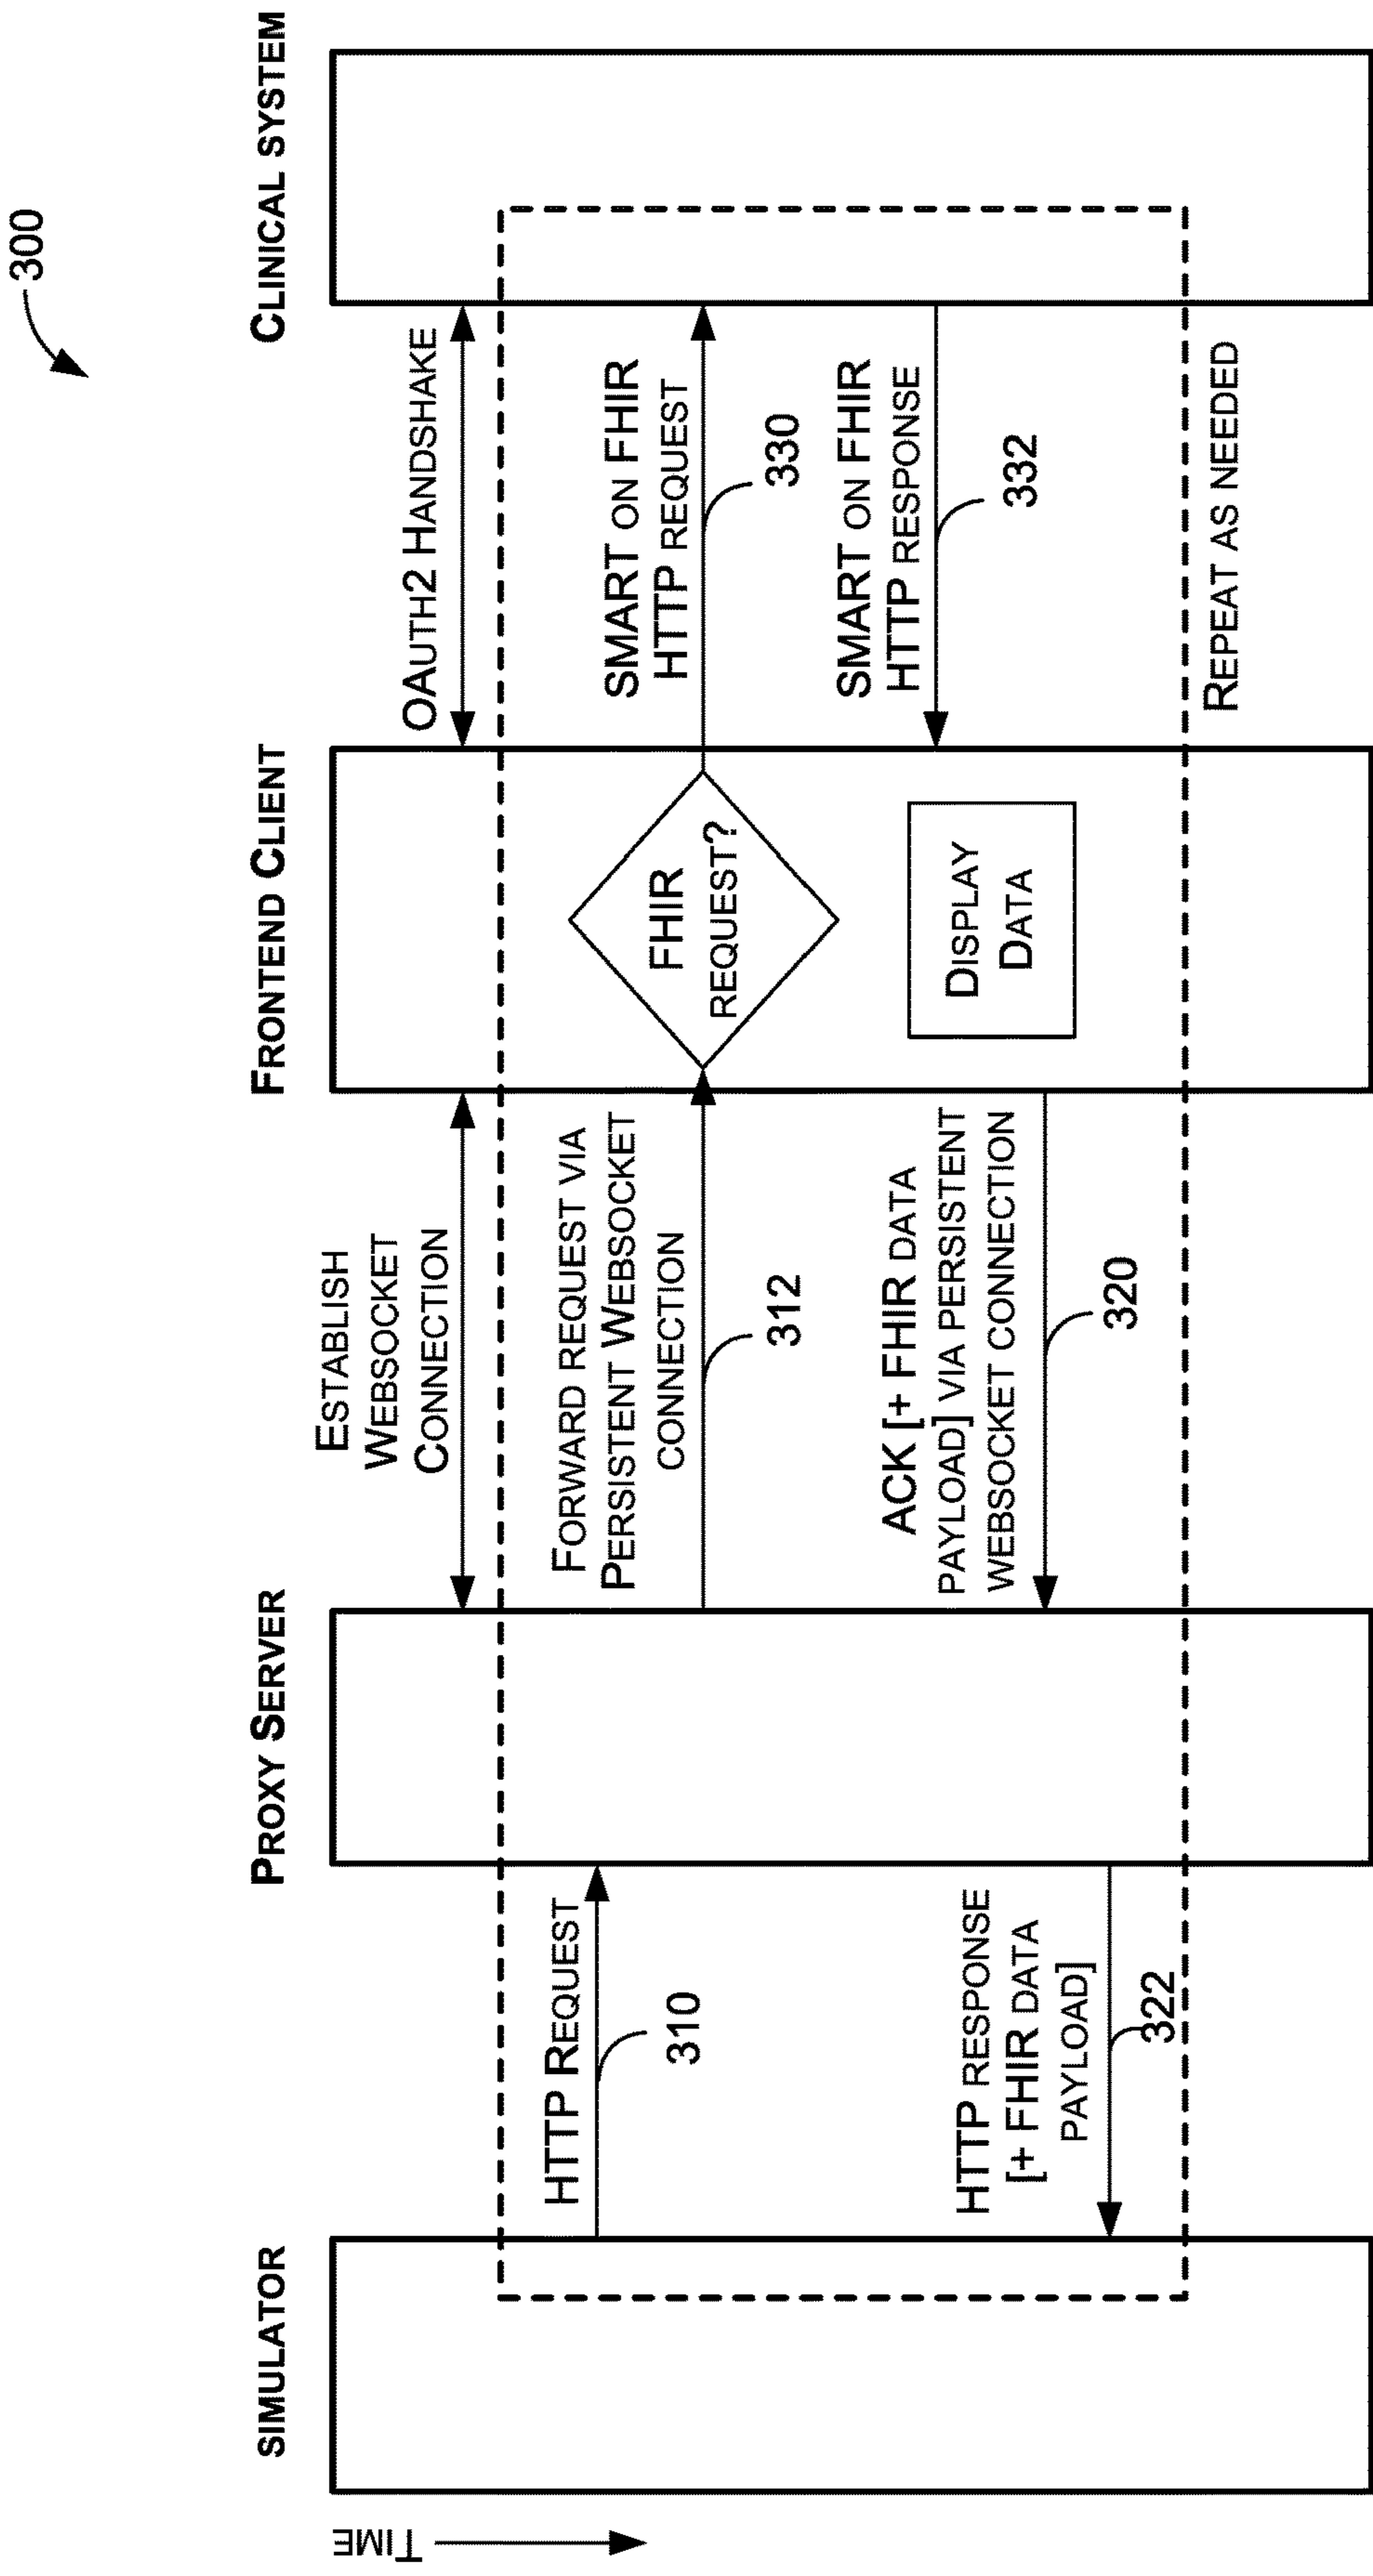 300
SIMULATOR
PROXY SERVER
FRONTEND CLIENT
CLINICAL SYSTEM
TIME
ESTABLISH
WEBSOCKET
CONNECTION
OAUTH2 HANDSHAKE
HTTP REQUEST
310
FORWARD REQUEST VIA
PERSISTENT WEBSOCKET
CONNECTION
312
FHIR
REQUEST?
SMART ON FHIR
HTTP REQUEST
330
SMART ON FHIR
HTTP RESPONSE
332
DISPLAY
DATA
ACK [+ FHIR DATA
PAYLOAD] VIA PERSISTENT
WEBSOCKET CONNECTION
320
HTTP RESPONSE
[+ FHIR DATA
PAYLOAD]
322
REPEAT AS NEEDED